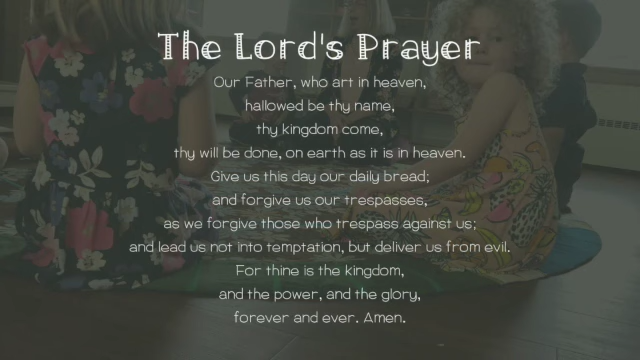 The Lord's Prayer
Our Father, who art in heaven,
hallowed be thy name,
thy kingdom come,
thy will be done, on earth as it is in heaven.
Give us this day our daily bread;
and forgive us our trespasses,
as we forgive those who trespass against us;
and lead us not into temptation, but deliver us from evil.
For thine is the kingdom,
and the power, and the glory,
forever and ever. Amen.